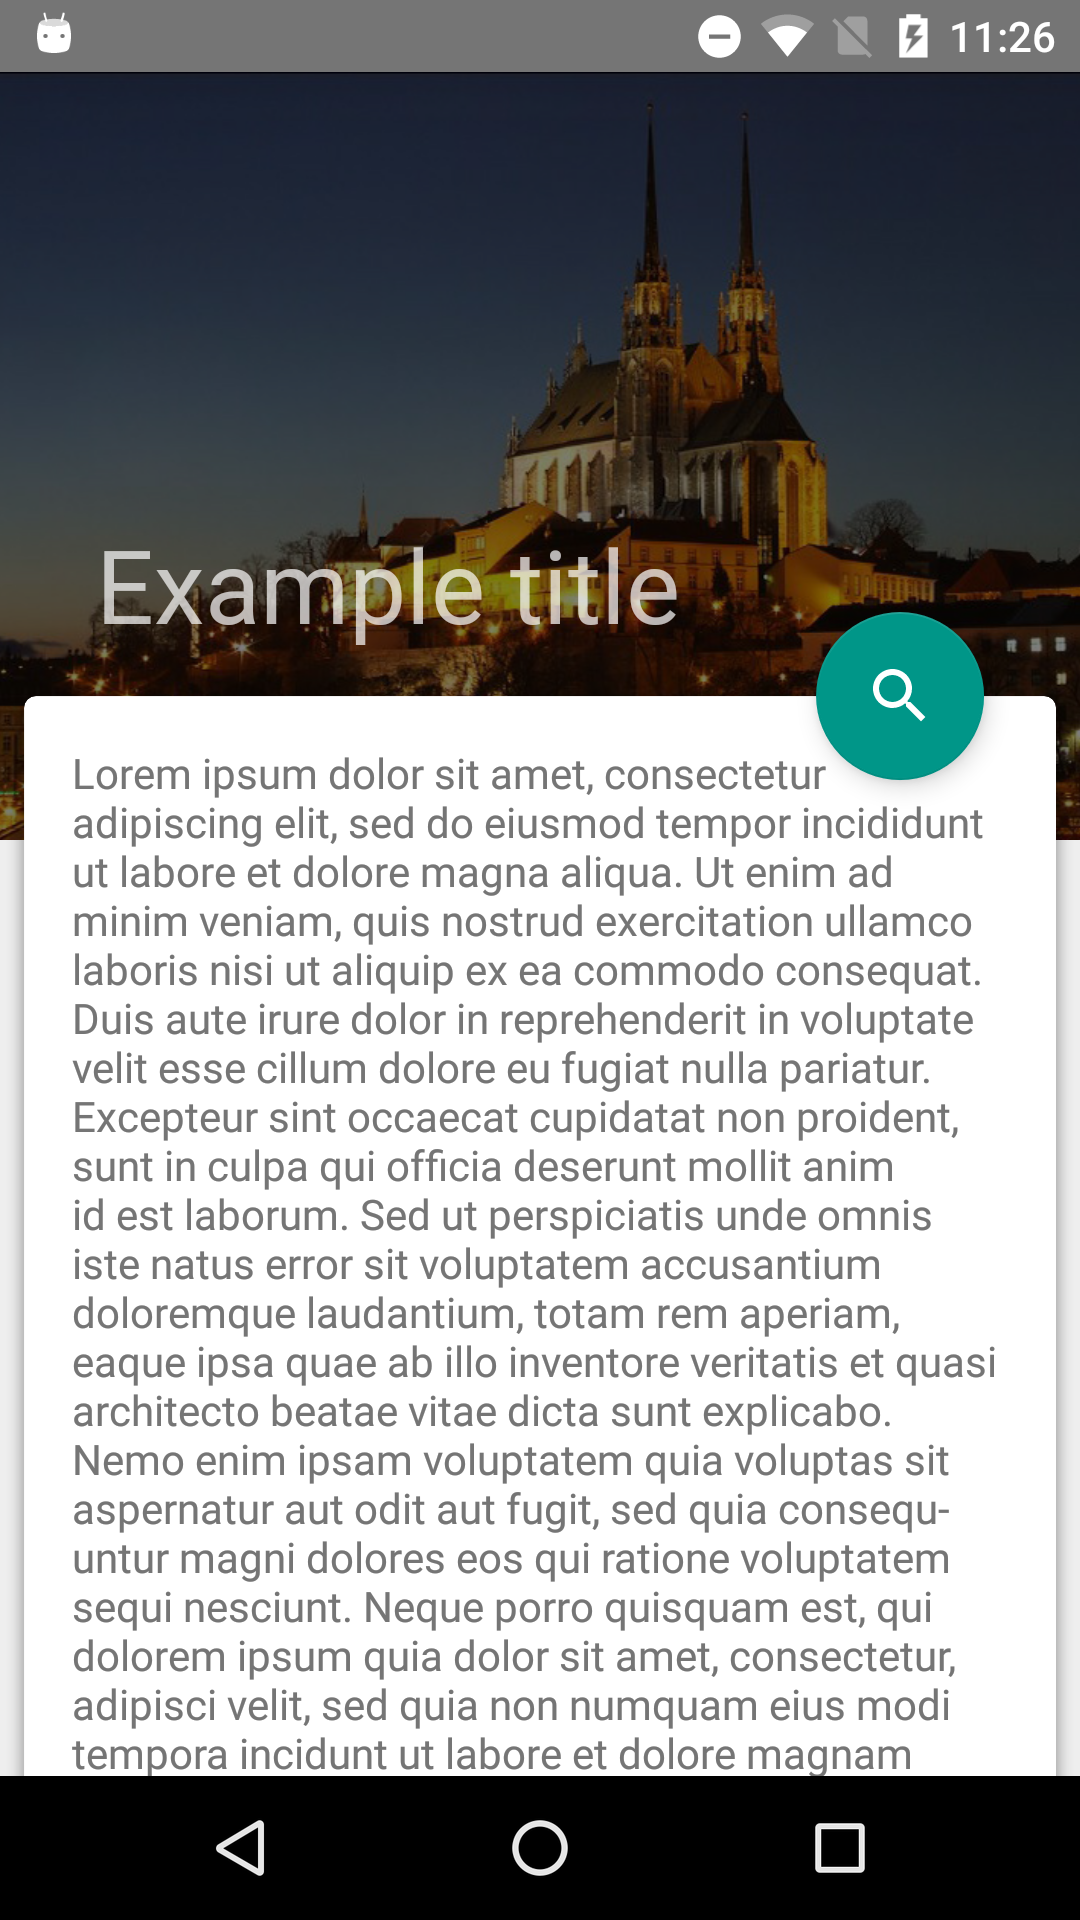 11:26
Example title
Lorem ipsum dolor sit amet, consectetur
adipiscing elit, sed do eiusmod tempor incididunt
ut labore et dolore magna aliqua. Ut enim ad
minim veniam, quis nostrud exercitation ullamco
laboris nisi ut aliquip ex ea commodo consequat.
Duis aute irure dolor in reprehenderit in voluptate
velit esse cillum dolore eu fugiat nulla pariatur.
Excepteur sint occaecat cupidatat non proident,
sunt in culpa qui officia deserunt mollit anim
id est laborum. Sed ut perspiciatis unde omnis
iste natus error sit voluptatem accusantium
doloremque laudantium, totam rem aperiam,
eaque ipsa quae ab illo inventore veritatis et quasi
architecto beatae vitae dicta sunt explicabo.
Nemo enim ipsam voluptatem quia voluptas sit
aspernatur aut odit aut fugit, sed quia consequ-
untur magni dolores eos qui ratione voluptatem
sequi nesciunt. Neque porro quisquam est, qui
dolorem ipsum quia dolor sit amet, consectetur,
adipisci velit, sed quia non numquam eius modi
tempora incidunt ut labore et dolore magnam